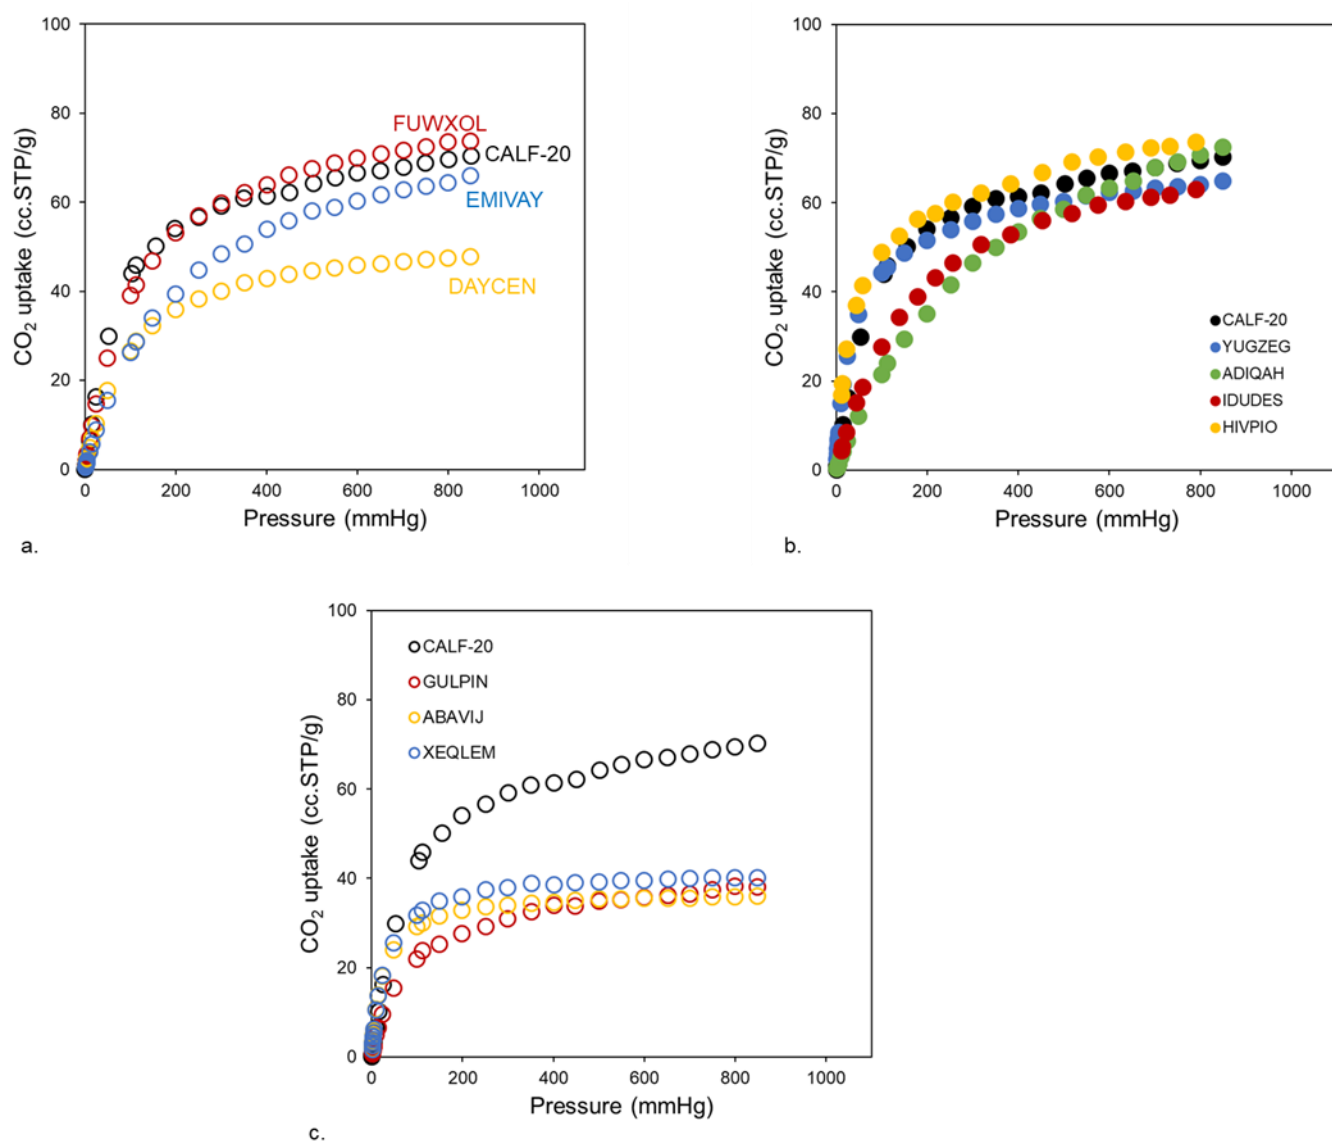 100
80
60
40
20
0
CO2 uptake (cc.STP/g)
FUWXOL
CALF-20
EMIVAY
DAYCEN
0 200 400 600 800 1000
Pressure (mmHg)
a.
100
80
60
40
20
0
CO2 uptake (cc.STP/g)
CALF-20
YUGZEG
ADIQAH
IDUDES
HIVPIO
0 200 400 600 800 1000
Pressure (mmHg)
b.
100
80
60
40
20
0
CO2 uptake (cc.STP/g)
CALF-20
GULPIN
ABAVIJ
XEQLEM
0 200 400 600 800 1000
Pressure (mmHg)
c.